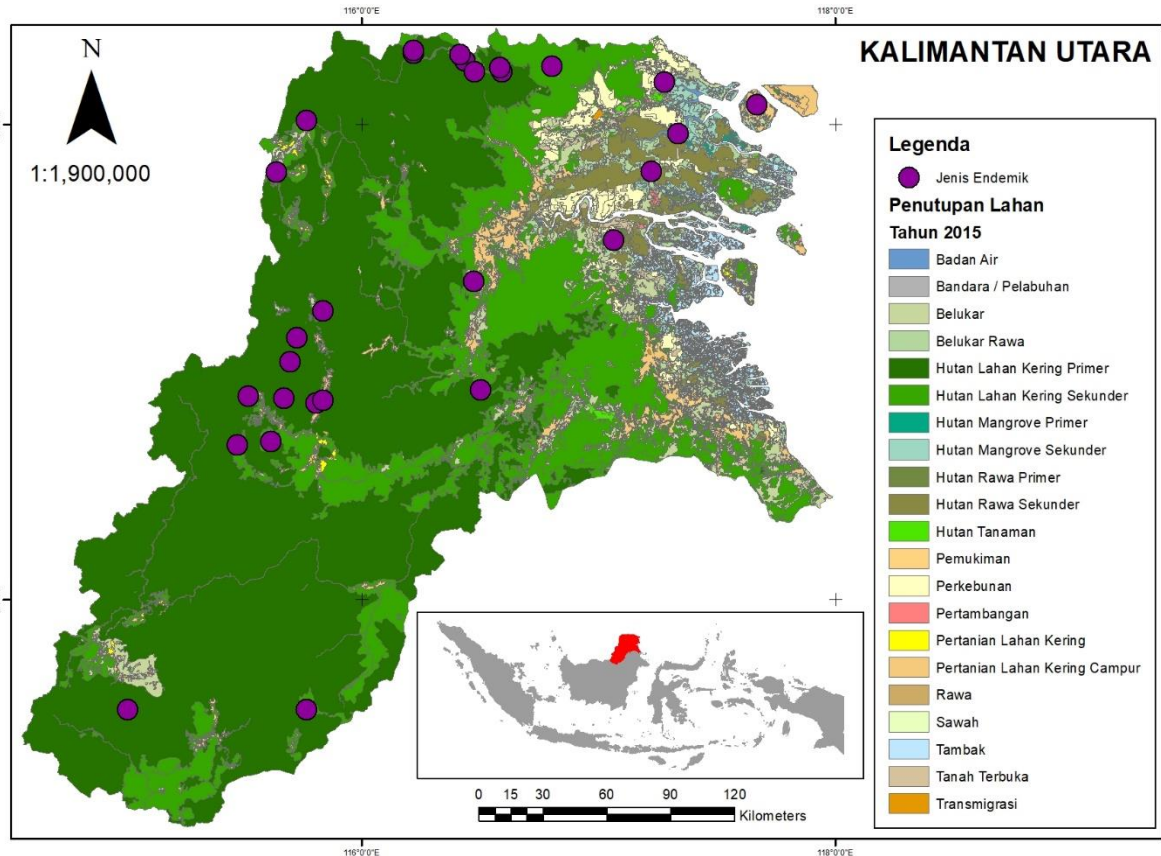 116°0'0"E
118°0'0"E
KALIMANTAN UTARA
N
1:1,900,000
Legenda
Jenis Endemik
Penutupan Lahan
Tahun 2015
Badan Air
Bandara / Pelabuhan
Belukar
Belukar Rawa
Hutan Lahan Kering Primer
Hutan Lahan Kering Sekunder
Hutan Mangrove Primer
Hutan Mangrove Sekunder
Hutan Rawa Primer
Hutan Rawa Sekunder
Hutan Tanaman
Pemukiman
Perkebunan
Pertambangan
Pertanian Lahan Kering
Pertanian Lahan Kering Campur
Rawa
Sawah
Tambak
Tanah Terbuka
Transmigrasi
0 15 30 60 90 120
Kilometers
116°0'0"E
118°0'0"E